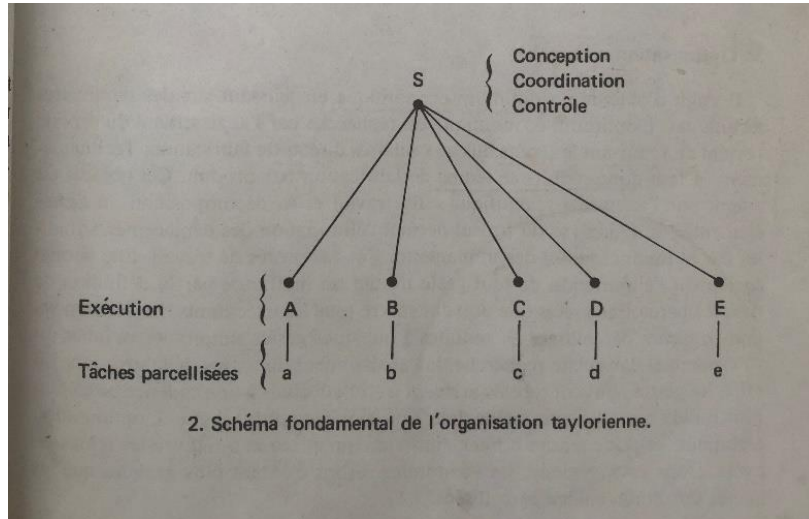 S
Conception
Coordination
Contrôle
Exécution
A B C D E
Tâches parcellisées
a b c d e
2. Schéma fondamental de l'organisation taylorienne.